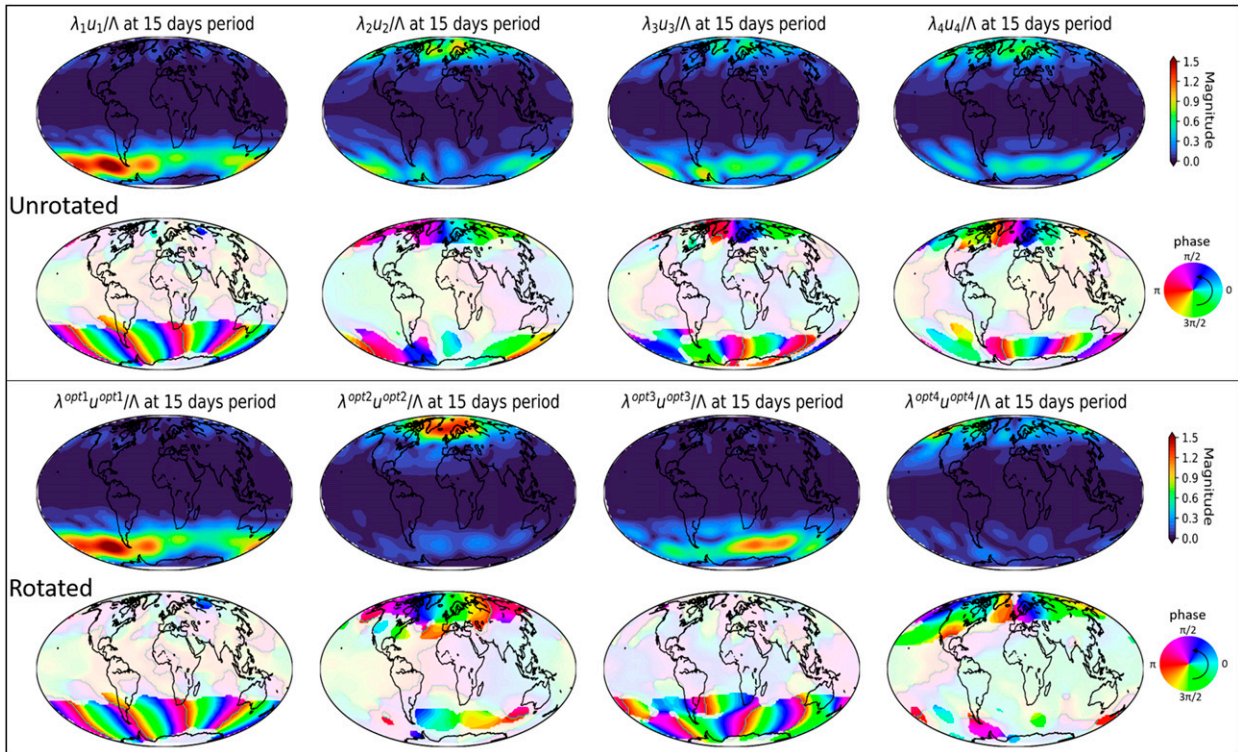 λ₁u₁/Λ at 15 days period
λ₂u₂/Λ at 15 days period
λ₃u₃/Λ at 15 days period
λ₄u₄/Λ at 15 days period
1.5
1.2
0.9
0.6
0.3
0.0
Magnitude
Unrotated
phase
π/2
π
0
3π/2
λᵒᵖᵗ¹uᵒᵖᵗ¹/Λ at 15 days period
λᵒᵖᵗ²uᵒᵖᵗ²/Λ at 15 days period
λᵒᵖᵗ³uᵒᵖᵗ³/Λ at 15 days period
λᵒᵖᵗ⁴uᵒᵖᵗ⁴/Λ at 15 days period
1.5
1.2
0.9
0.6
0.3
0.0
Magnitude
Rotated
phase
π/2
π
0
3π/2